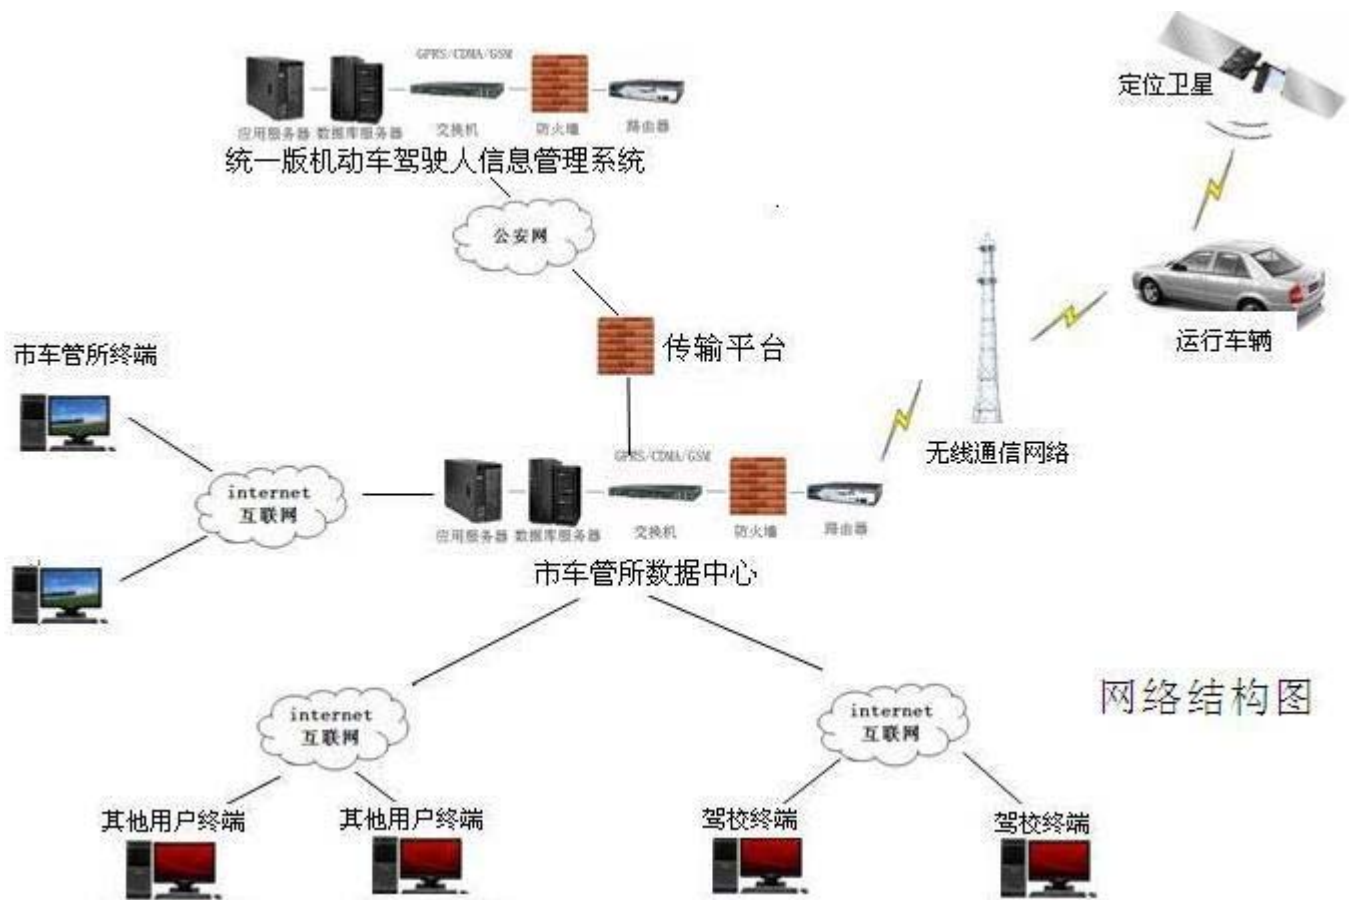 GPRS/CDMA/GSM
应用服务器 数据库服务器 交换机 防火墙 路由器
统一版机动车驾驶人信息管理系统
定位卫星
公安网
传输平台
运行车辆
市车管所终端
无线通信网络
GPRS/CDMA/GSM
internet
互联网
应用服务器 数据库服务器 交换机 防火墙 路由器
市车管所数据中心
网络结构图
internet
互联网
internet
互联网
其他用户终端
其他用户终端
驾校终端
驾校终端